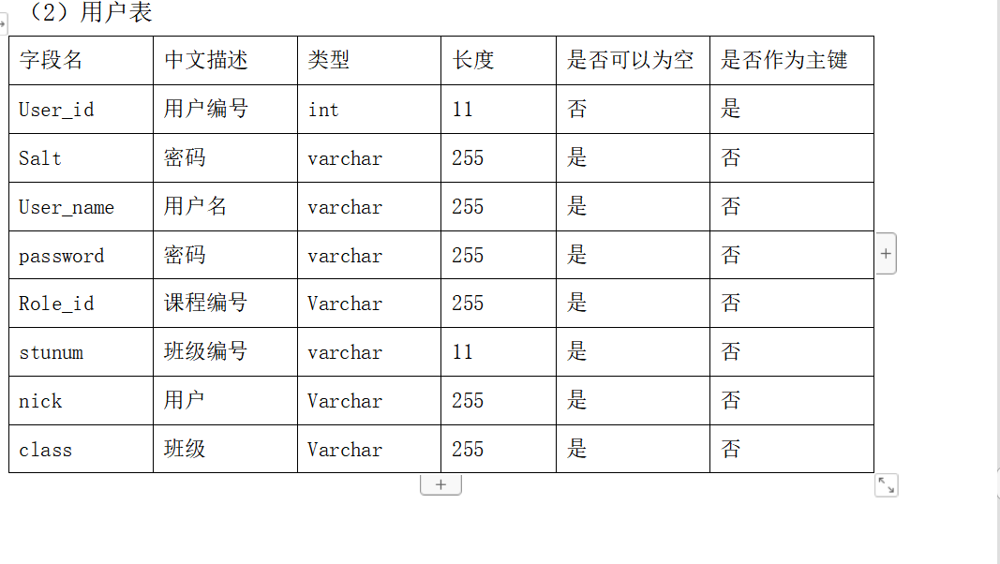 （2）用户表
字段名 中文描述 类型 长度 是否可以为空 是否作为主键
User_id 用户编号 int 11 否 是
Salt 密码 varchar 255 是 否
User_name 用户名 varchar 255 是 否
password 密码 varchar 255 是 否
Role_id 课程编号 Varchar 255 是 否
stunum 班级编号 varchar 11 是 否
nick 用户 Varchar 255 是 否
class 班级 Varchar 255 是 否